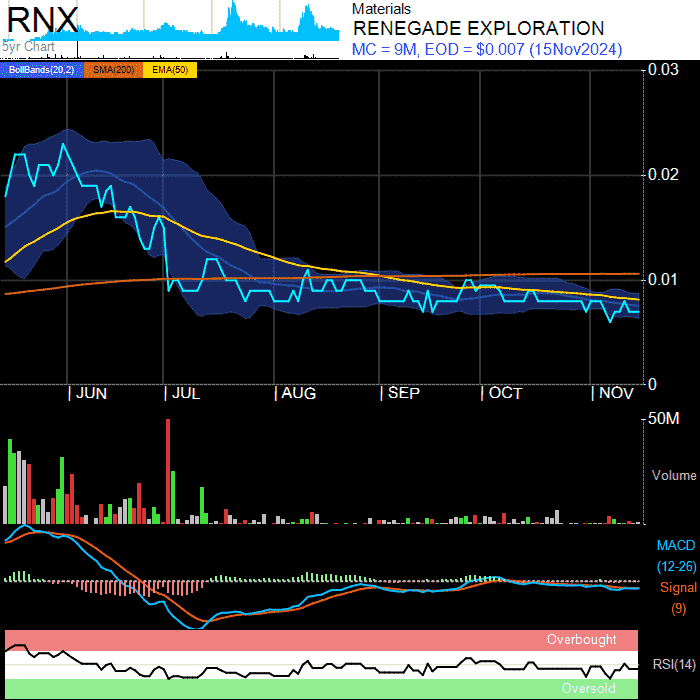 RNX
5yr Chart
Materials
RENEGADE EXPLORATION
MC = 9M, EOD = $0.007 (15Nov2024)
BollBands(20,2) SMA(200) EMA(50)
0.03
0.02
0.01
0
| JUN | JUL | AUG | SEP | OCT | NOV
50M
Volume
MACD
(12-26)
Signal
(9)
Overbought
RSI(14)
Oversold